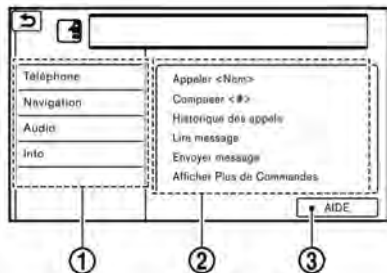 Téléphone
Navigation
Audio
Info
Appeler <Nom>
Composer <#>
Historique des appels
Lire message
Envoyer message
Afficher Plus de Commandes
AIDE
1
2
3